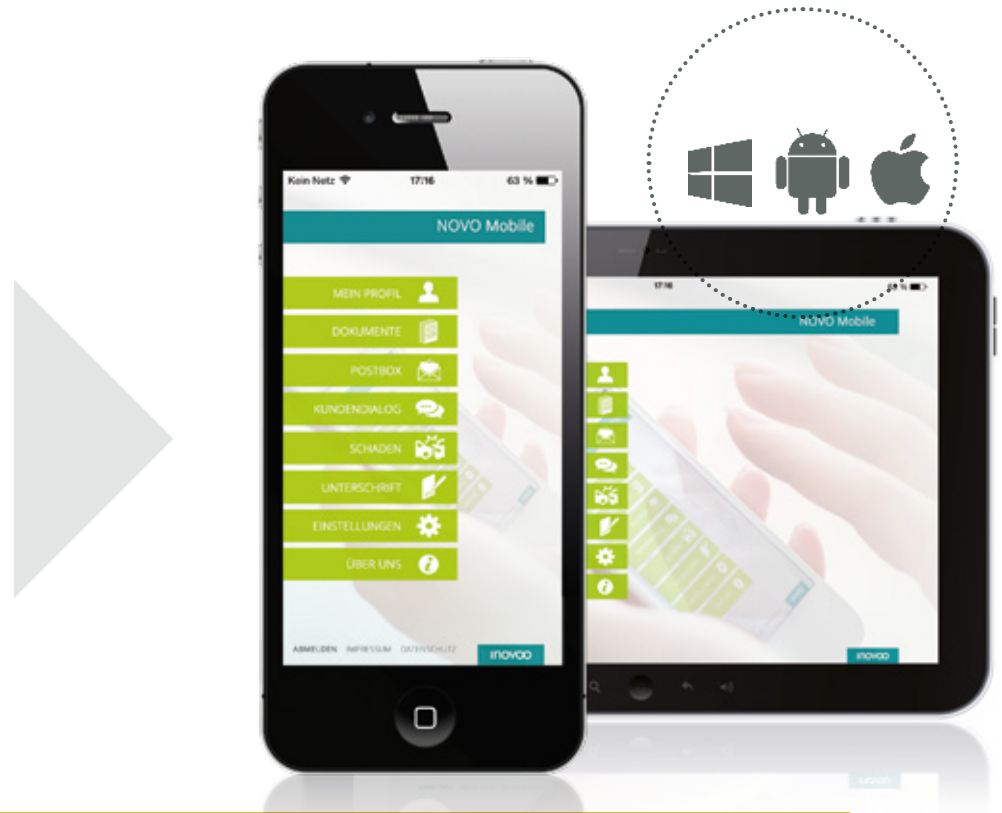 Kein Netz 17:16 63 %
NOVO Mobile
MEIN PROFIL
DOKUMENTE
POSTBOX
KUNDENDIALOG
SCHADEN
UNTERSCHRIFT
EINSTELLUNGEN
ÜBER UNS
ABMELDEN IMPRESSUM DATENSCHUTZ
inovoo
17:16 63 %
NOVO Mobile
inovoo